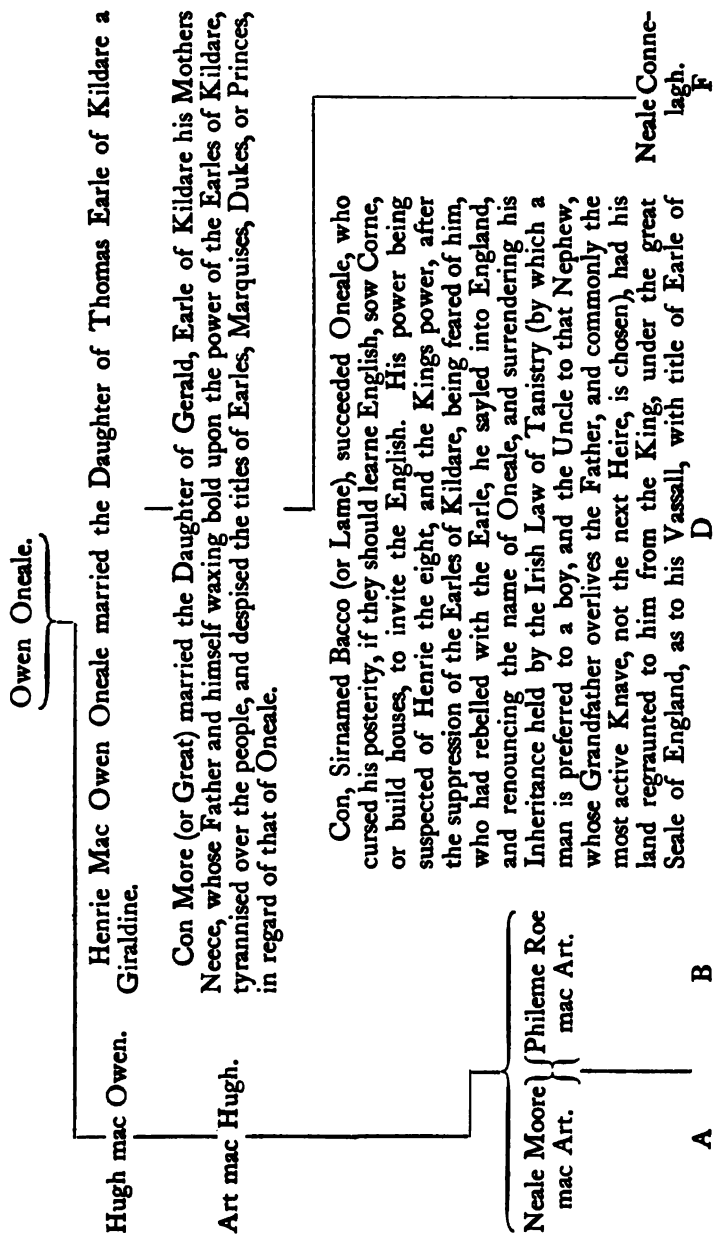 Owen Oneale.
Hugh mac Owen.
Henrie Mac Owen Oneale married the Daughter of Thomas Earle of Kildare a
Giraldine.
Art mac Hugh.
Con More (or Great) married the Daughter of Gerald, Earle of Kildare his Mothers
Neece, whose Father and himself waxing bold upon the power of the Earles of Kildare,
tyrannised over the people, and despised the titles of Earles, Marquises, Dukes, or Princes,
in regard of that of Oneale.
Neale Moore
mac Art.
Phileme Roe
mac Art.
Con, Sirnamed Bacco (or Lame), succeeded Oneale, who
cursed his posterity, if they should learne English, sow Corne,
or build houses, to invite the English. His power being
suspected of Henrie the eight, and the Kings power, after
the suppression of the Earles of Kildare, being feared of him,
who had rebelled with the Earle, he sayled into England,
and renouncing the name of Oneale, and surrendering his
Inheritance held by the Irish Law of Tanistry (by which a
man is preferred to a boy, and the Uncle to that Nephew,
whose Grandfather overlives the Father, and commonly the
most active Knave, not the next Heire, is chosen), had his
land regraunted to him from the King, under the great
Seale of England, as to his Vassall, with title of Earle of
Neale Conne-
lagh.
A
B
D
F